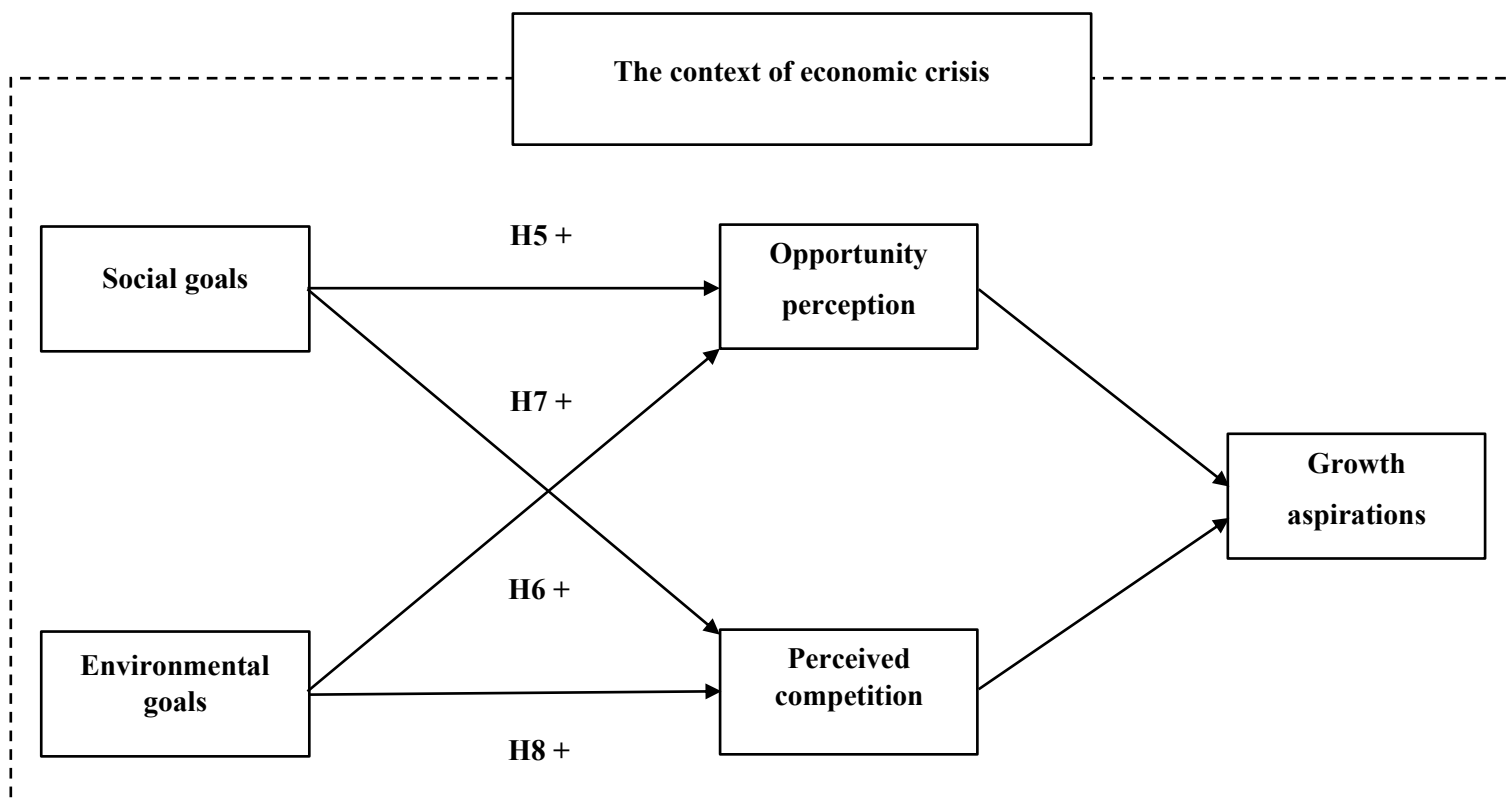 The context of economic crisis
H5 +
Social goals
Opportunity
perception
H7 +
Growth
aspirations
H6 +
Environmental
goals
Perceived
competition
H8 +